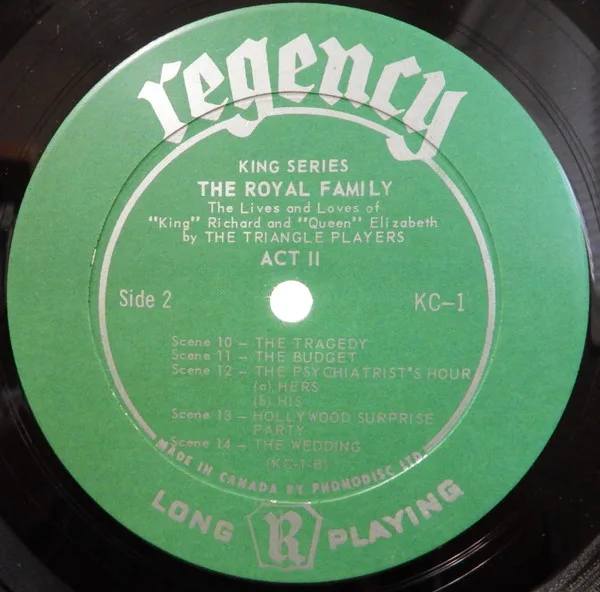 regency
KING SERIES
THE ROYAL FAMILY
The Lives and Loves of
"King" Richard and "Queen" Elizabeth
by THE TRIANGLE PLAYERS
ACT II
Side 2
KC-1
Scene 10 - THE TRAGEDY
Scene 11 - THE BUDGET
Scene 12 - THE PSYCHIATRIST'S HOUR
(a) HERS
(B) HIS
Scene 13 - HOLLYWOOD SURPRISE
PARTY
Scene 14 - THE WEDDING
(KC-1-B)
MADE IN CANADA BY PHONODISC LTD.
LONG R PLAYING